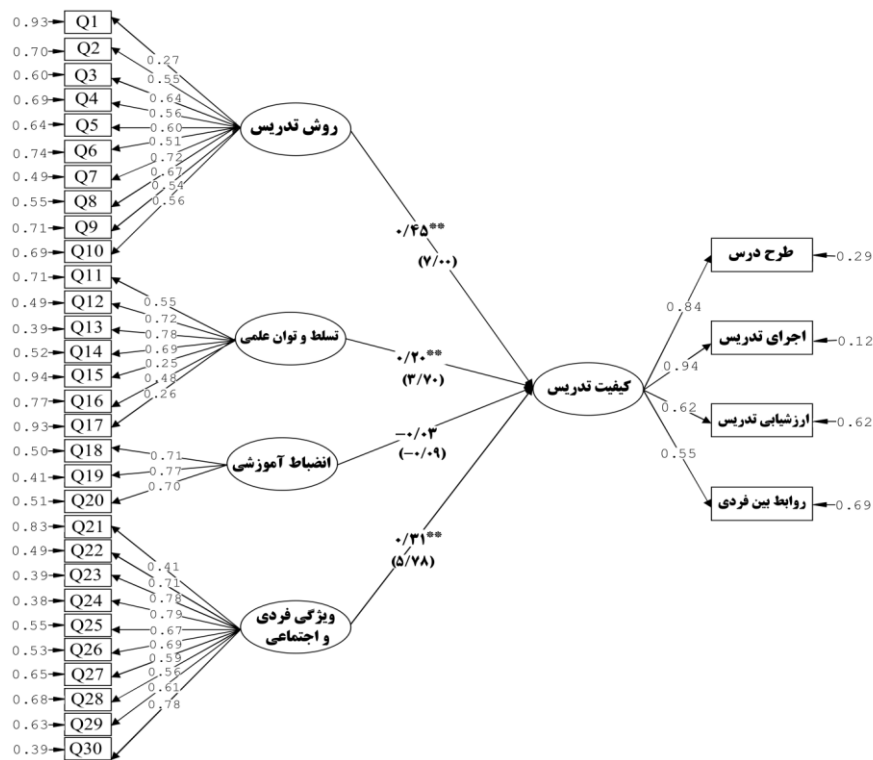 0.93 Q1
0.70 Q2
0.60 Q3
0.69 Q4
0.64 Q5
0.74 Q6
0.49 Q7
0.55 Q8
0.71 Q9
0.69 Q10
0.71 Q11
0.49 Q12
0.39 Q13
0.52 Q14
0.94 Q15
0.77 Q16
0.93 Q17
0.50 Q18
0.41 Q19
0.51 Q20
0.83 Q21
0.49 Q22
0.39 Q23
0.38 Q24
0.55 Q25
0.53 Q26
0.65 Q27
0.68 Q28
0.63 Q29
0.39 Q30
0.27
0.55
0.64
0.56
0.60
0.51
0.72
0.67
0.54
0.56
0.55
0.72
0.78
0.69
0.25
0.48
0.26
0.71
0.77
0.70
0.41
0.71
0.78
0.79
0.67
0.69
0.59
0.56
0.61
0.78
روش تدریس
تسلط و توان علمی
انضباط آموزشی
ویژگی فردی
و اجتماعی
۰/۴۵**
(۷/۰۰)
۰/۲۰**
(۳/۷۰)
−۰/۰۳
(−۰/۰۹)
۰/۳۱**
(۵/۷۸)
کیفیت تدریس
0.84
0.94
0.62
0.55
طرح درس
0.29
اجرای تدریس
0.12
ارزشیابی تدریس
0.62
روابط بین فردی
0.69